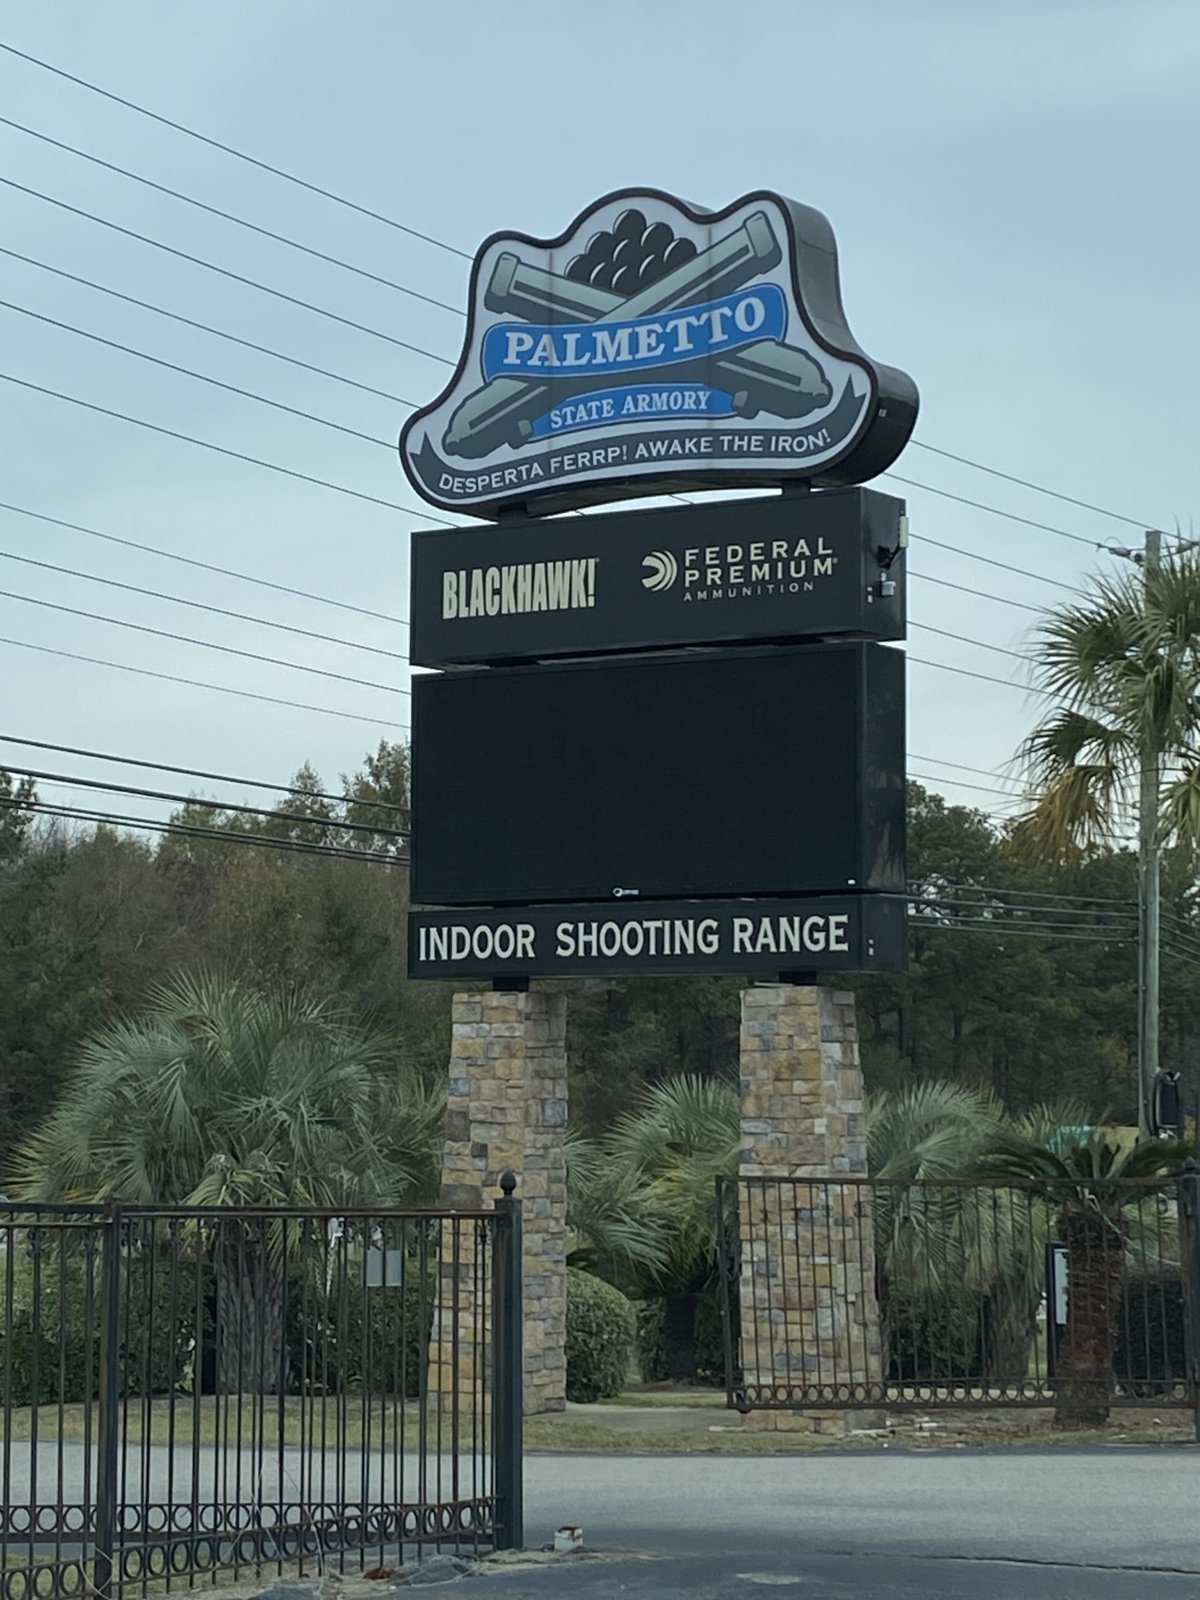 PALMETTO
STATE ARMORY
DESPERTA FERRP! AWAKE THE IRON!
BLACKHAWK!
FEDERAL
PREMIUM
AMMUNITION
INDOOR SHOOTING RANGE